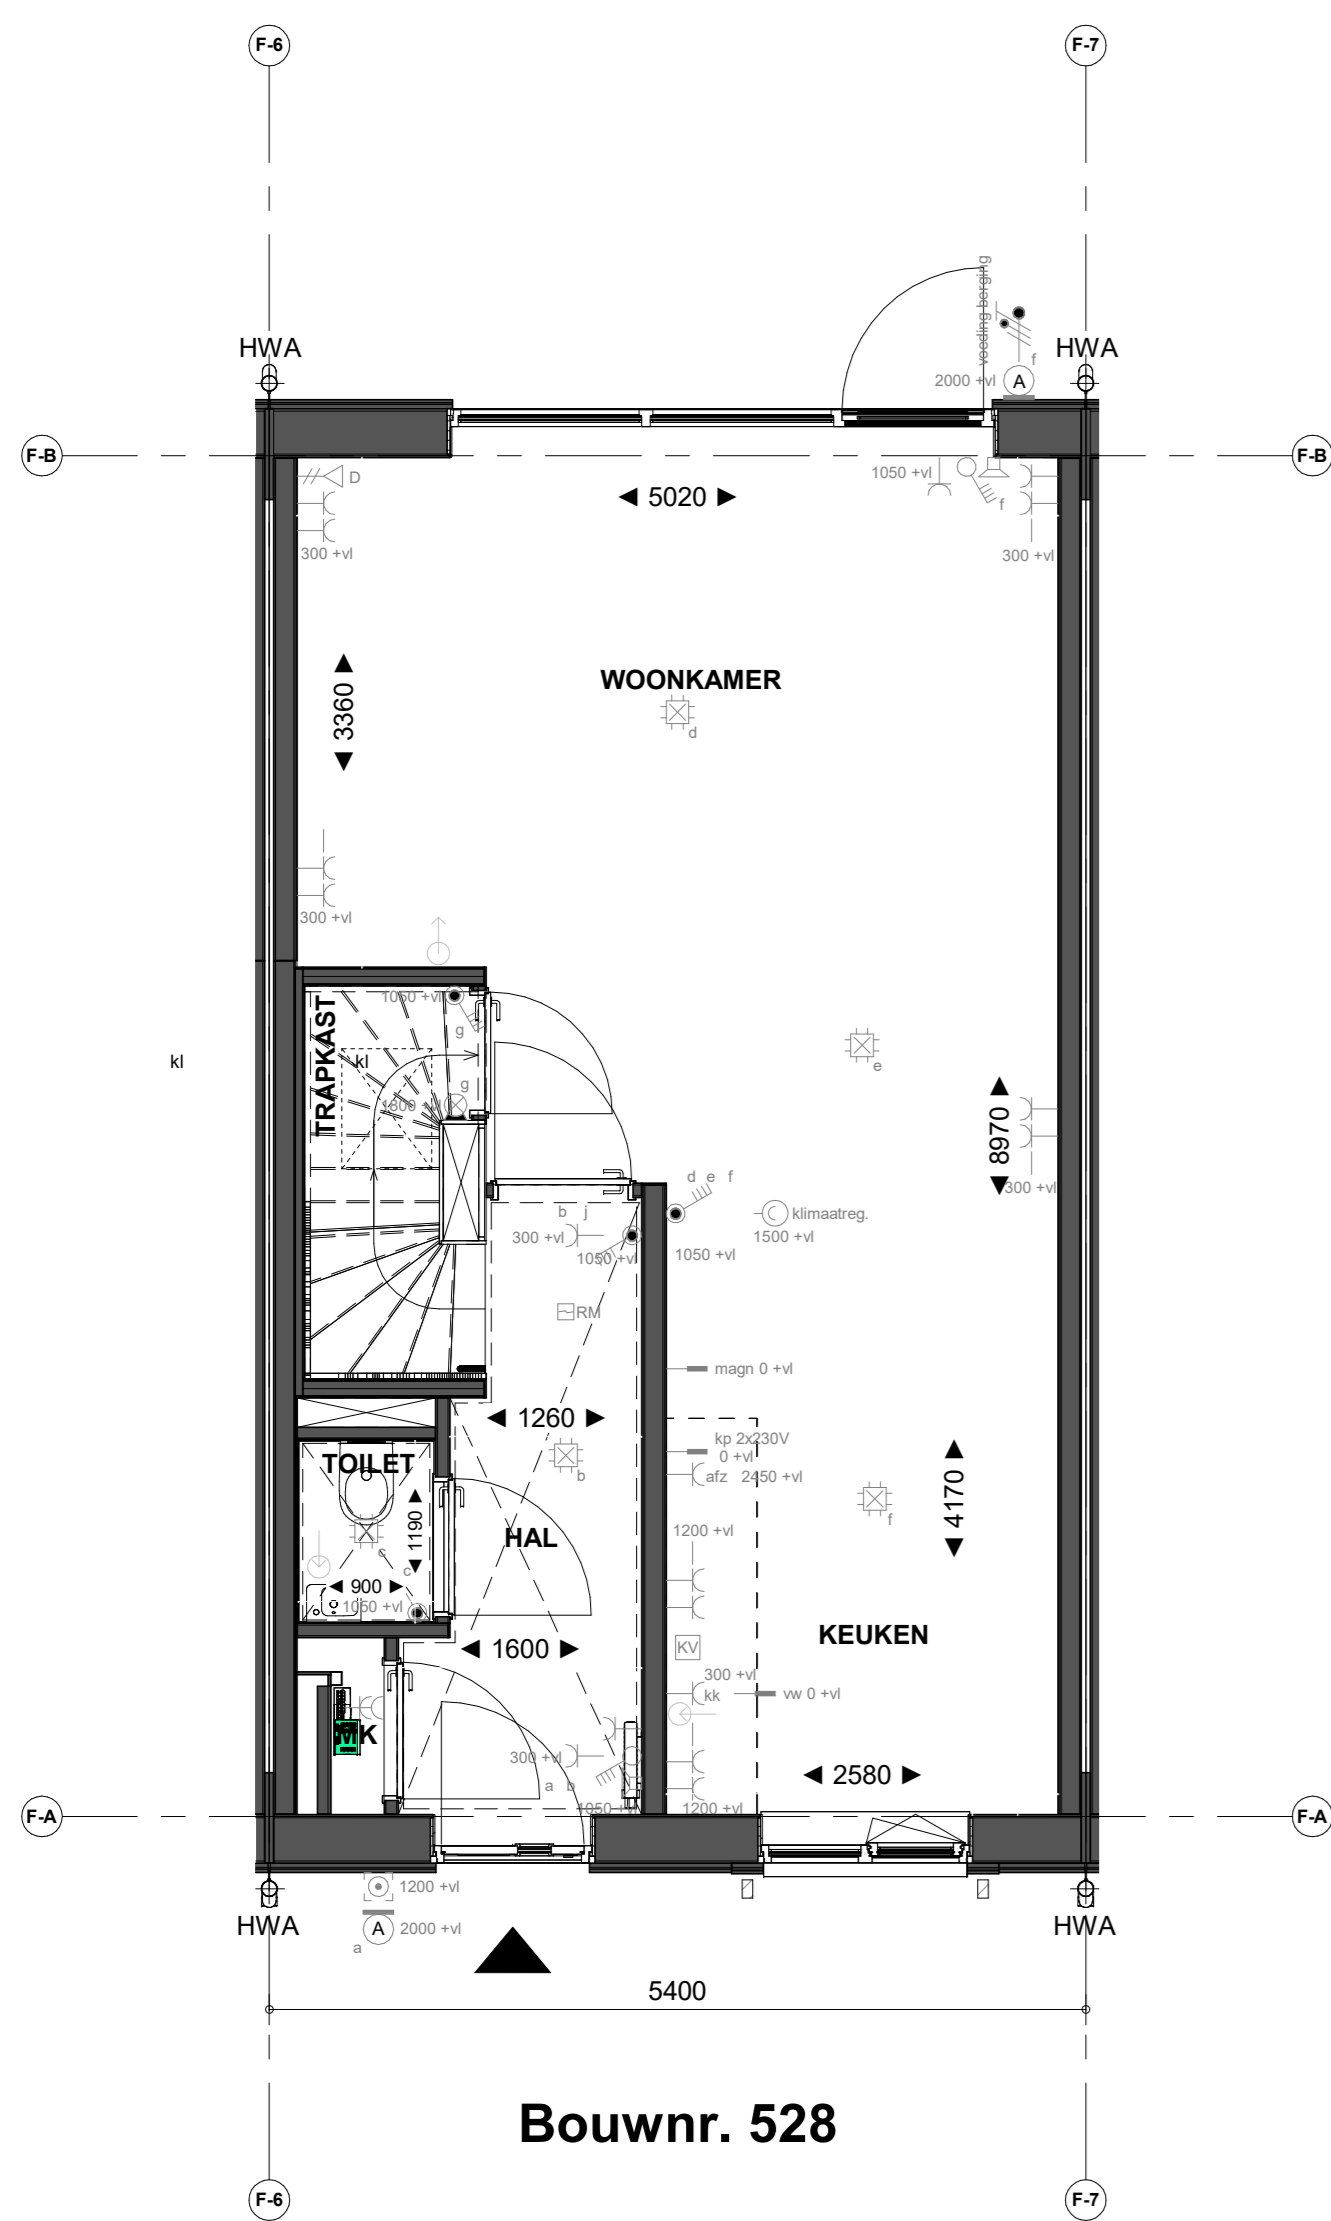 F-6 F-7
HWA HWA
voeding berging
f
2000 +vl A
F-B F-B
D
1050 +vl
f
5020
300 +vl 300 +vl
WOONKAMER
d
3360
300 +vl
1050 +vl
g
TRAPKAST
kl kl
e
g
1800 +vl
8970
300 +vl
d e f
b j
300 +vl
1050 +vl
1050 +vl
klimaatreg.
1500 +vl
RM
magn 0 +vl
1260
kp 2x230V
0 +vl
afz 2450 +vl
b
TOILET
1190
c
c
900
1050 +vl
HAL
f
4170
1200 +vl
KEUKEN
1600
KV
300 +vl
kk vw 0 +vl
MK
300 +vl
a b
1050 +vl
2580
1200 +vl
F-A F-A
1200 +vl
A 2000 +vl
a
HWA HWA
5400
Bouwnr. 528
F-6 F-7